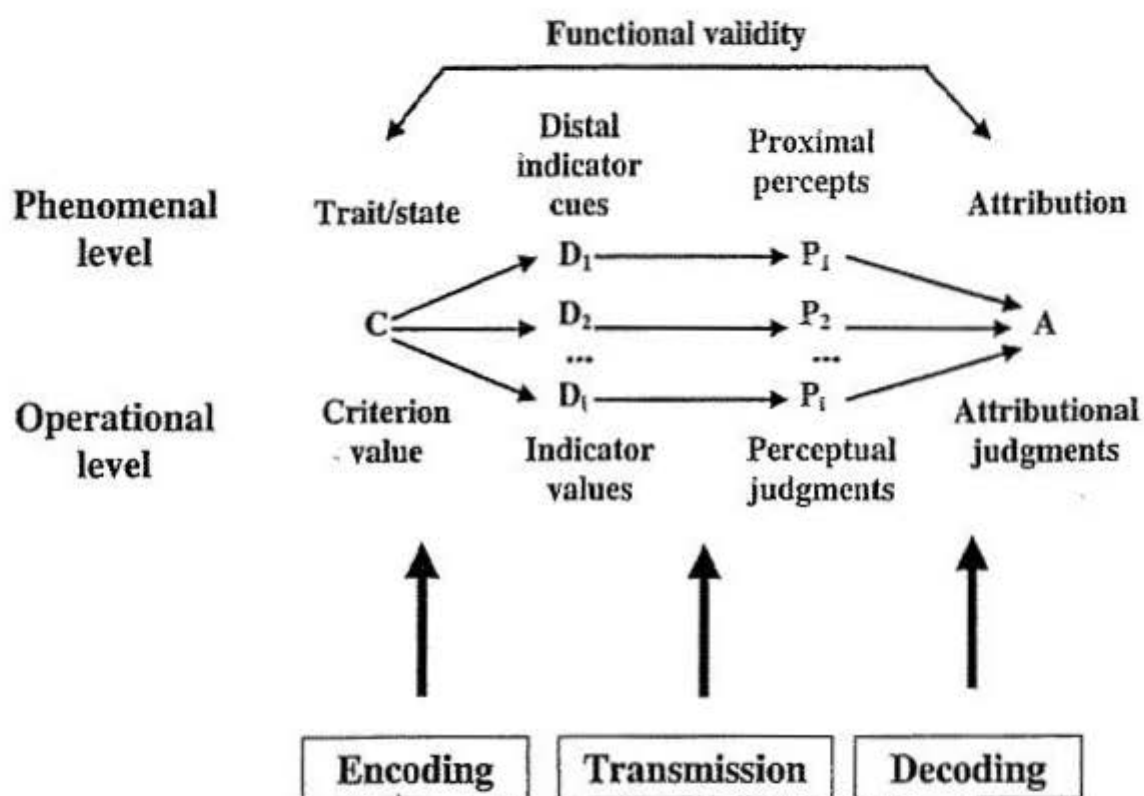 Functional validity
Distal
indicator
cues
Proximal
percepts
Phenomenal
level
Trait/state
Attribution
D₁
P₁
C
D₂
P₂
A
...
...
Dᵢ
Pᵢ
Operational
level
Criterion
value
Indicator
values
Perceptual
judgments
Attributional
judgments
Encoding
Transmission
Decoding